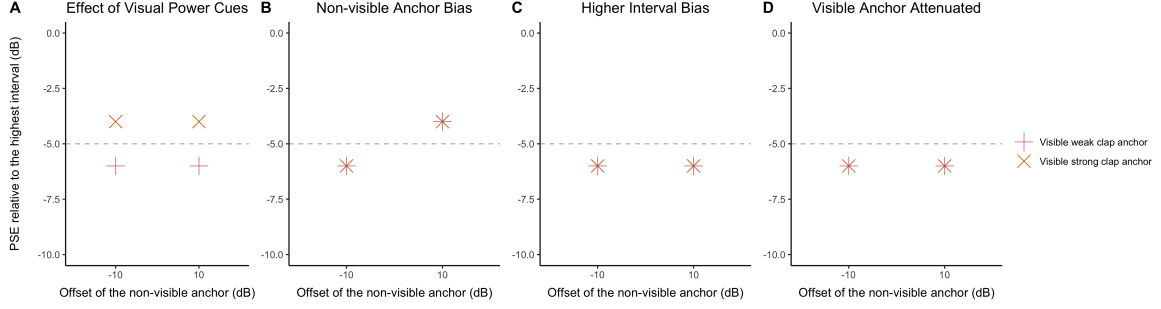 A Effect of Visual Power Cues
B Non-visible Anchor Bias
C Higher Interval Bias
D Visible Anchor Attenuated
PSE relative to the highest interval (dB)
0.0
-2.5
-5.0
-7.5
-10.0
-10 10
Offset of the non-visible anchor (dB)
0.0
-2.5
-5.0
-7.5
-10.0
-10 10
Offset of the non-visible anchor (dB)
0.0
-2.5
-5.0
-7.5
-10.0
-10 10
Offset of the non-visible anchor (dB)
0.0
-2.5
-5.0
-7.5
-10.0
-10 10
Offset of the non-visible anchor (dB)
Visible weak clap anchor
Visible strong clap anchor